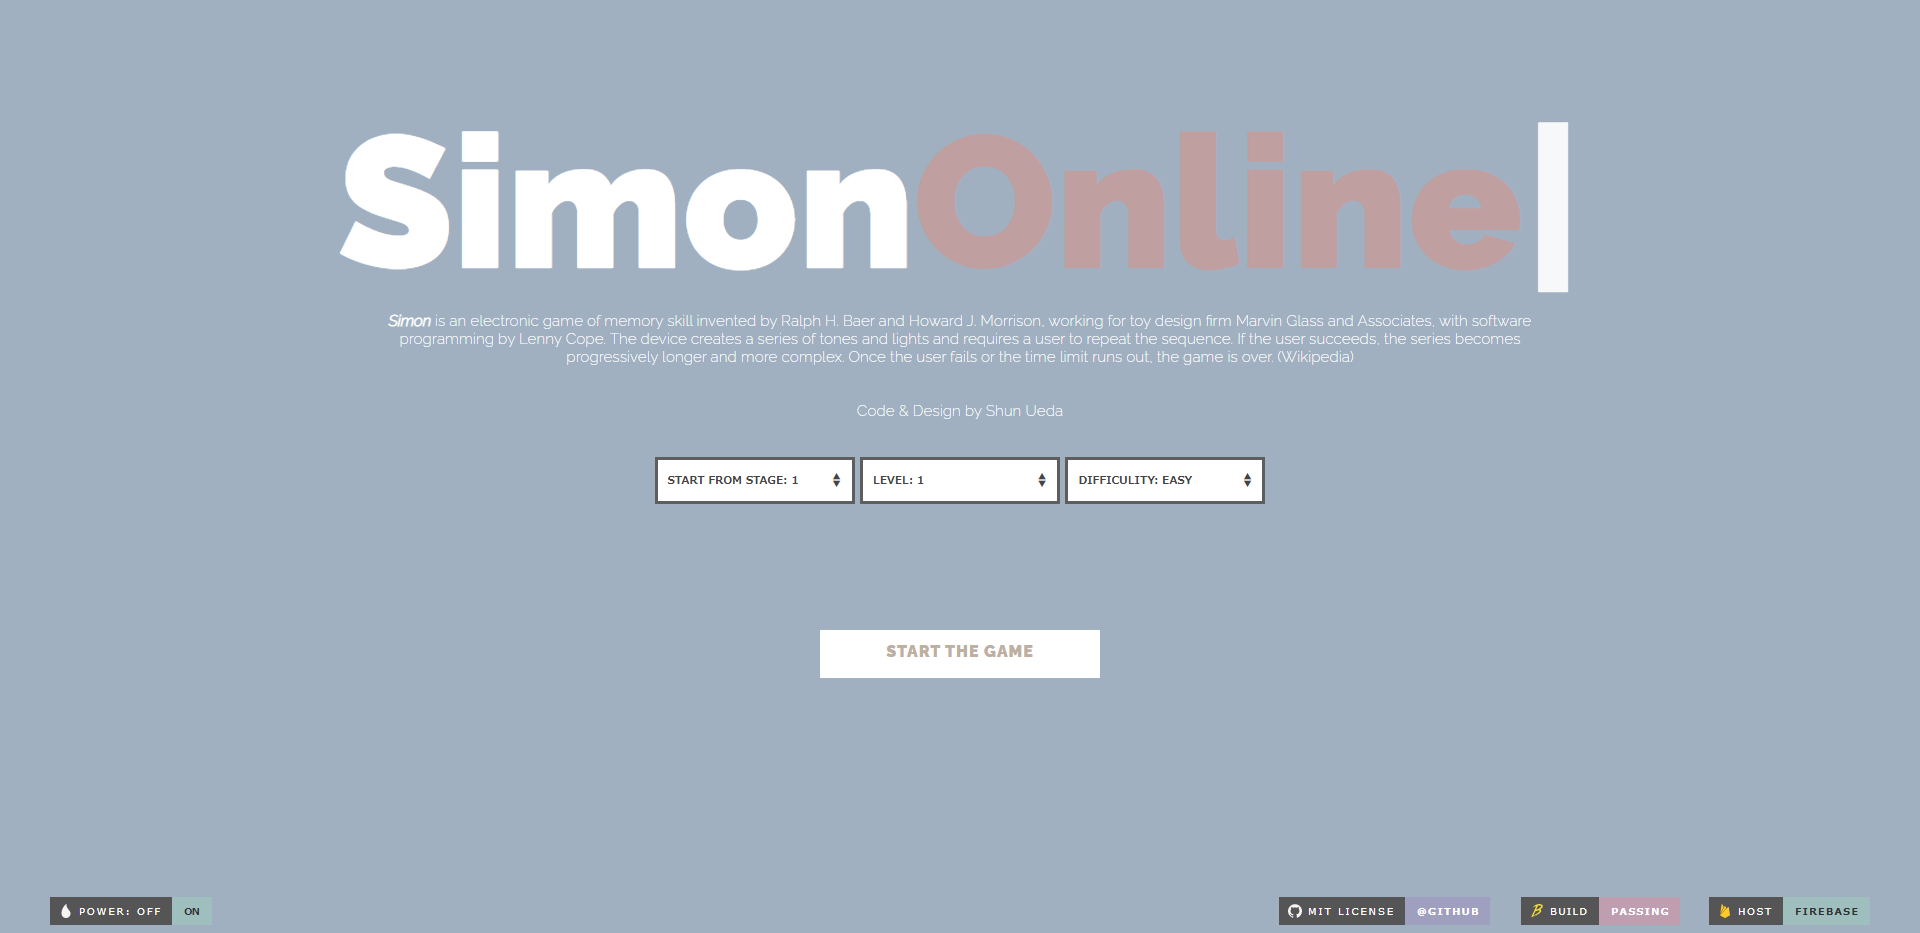 SimonOnline
Simon is an electronic game of memory skill invented by Ralph H. Baer and Howard J. Morrison, working for toy design firm Marvin Glass and Associates, with software
programming by Lenny Cope. The device creates a series of tones and lights and requires a user to repeat the sequence. If the user succeeds, the series becomes
progressively longer and more complex. Once the user fails or the time limit runs out, the game is over. (Wikipedia)
Code & Design by Shun Ueda
START FROM STAGE: 1
LEVEL: 1
DIFFICULITY: EASY
START THE GAME
POWER: OFF ON
MIT LICENSE @GITHUB
BUILD PASSING
HOST FIREBASE